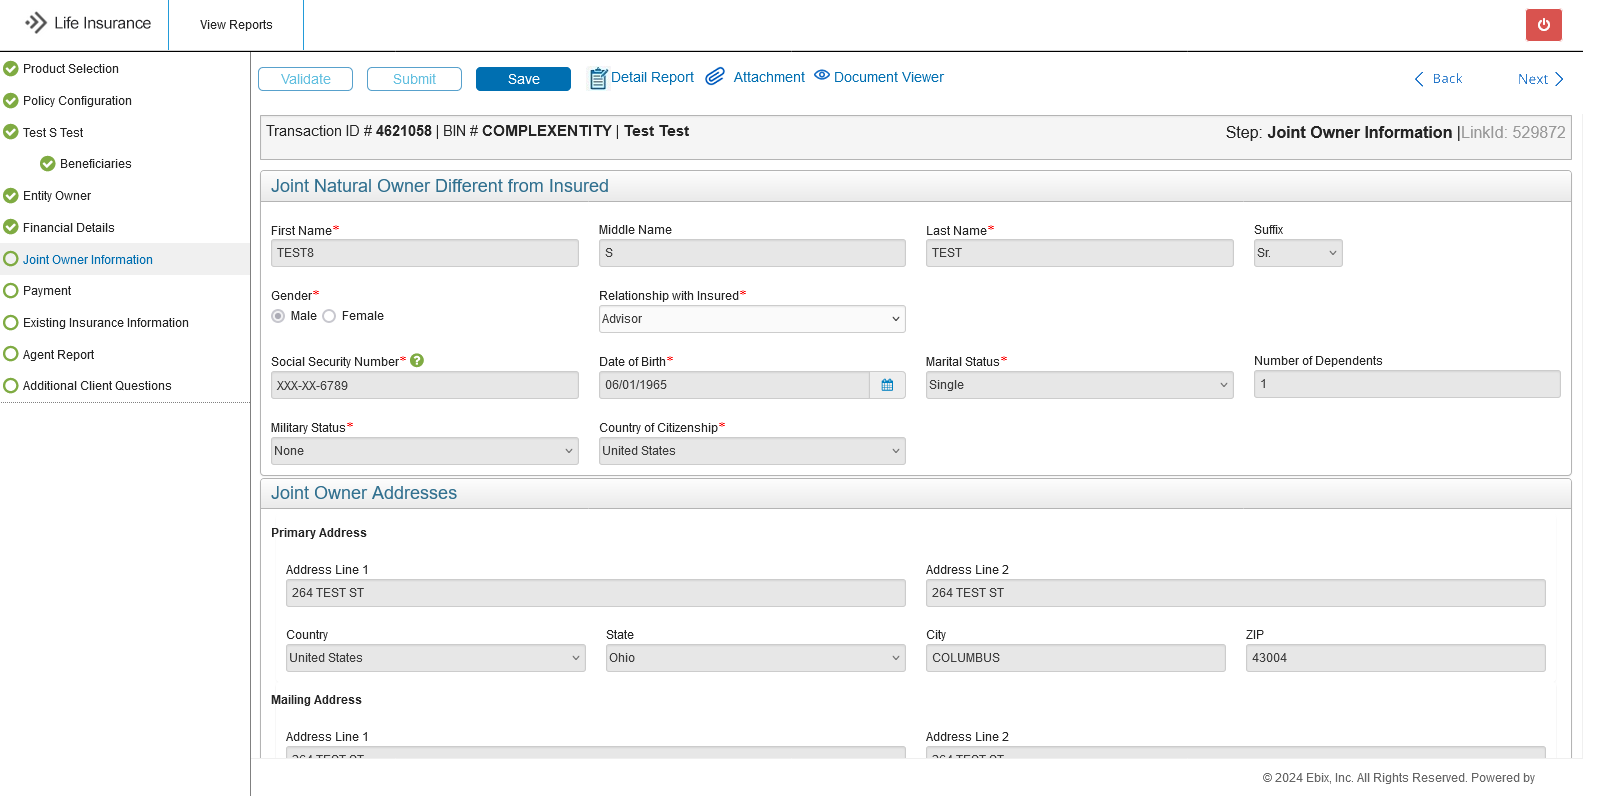 Life Insurance
View Reports
Product Selection
Policy Configuration
Test S Test
Beneficiaries
Entity Owner
Financial Details
Joint Owner Information
Payment
Existing Insurance Information
Agent Report
Additional Client Questions
Validate Submit Save Detail Report Attachment Document Viewer Back Next
Transaction ID # 4621058 | BIN # COMPLEXENTITY | Test Test
Step: Joint Owner Information |LinkId: 529872
Joint Natural Owner Different from Insured
First Name* Middle Name Last Name* Suffix
TEST8 S TEST Sr.
Gender* Relationship with Insured*
Male Female Advisor
Social Security Number* ? Date of Birth* Marital Status* Number of Dependents
XXX-XX-6789 06/01/1965 Single 1
Military Status* Country of Citizenship*
None United States
Joint Owner Addresses
Primary Address
Address Line 1 Address Line 2
264 TEST ST 264 TEST ST
Country State City ZIP
United States Ohio COLUMBUS 43004
Mailing Address
Address Line 1 Address Line 2
264 TEST ST 264 TEST ST
© 2024 Ebix, Inc. All Rights Reserved. Powered by